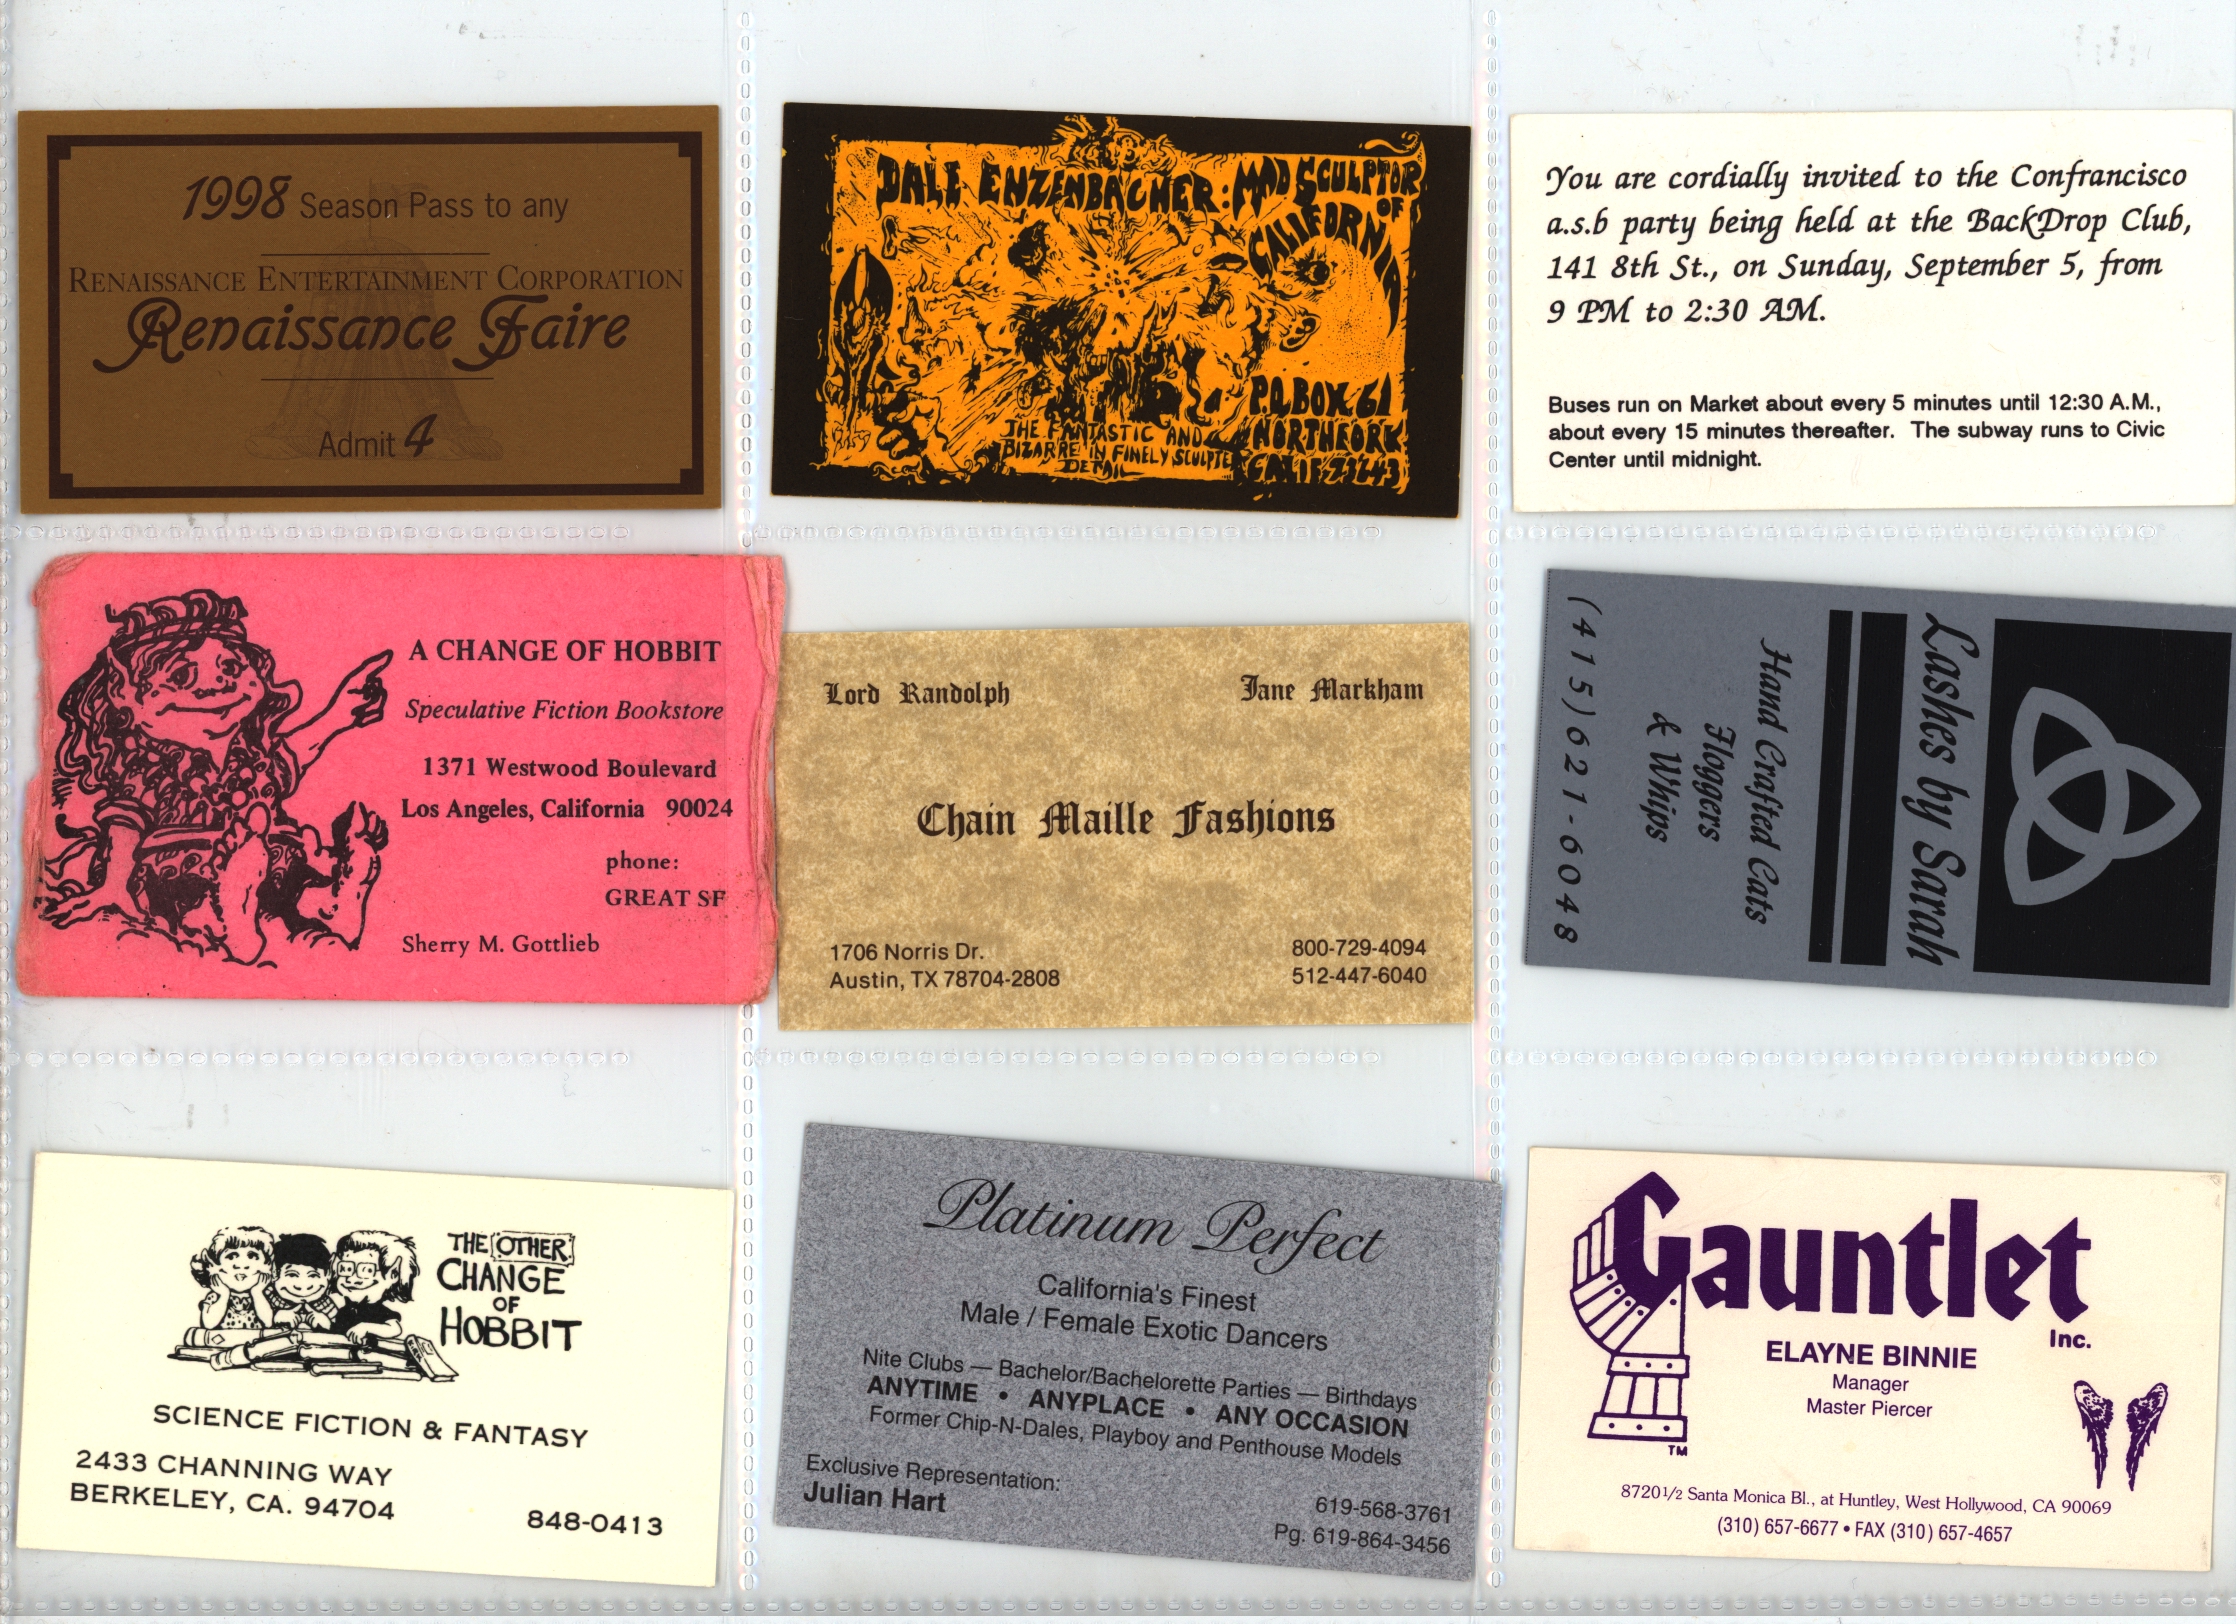 1998 Season Pass to any
RENAISSANCE ENTERTAINMENT CORPORATION
Renaissance Faire
Admit 4
DALE ENZENBACHER: MAD SCULPTOR
OF
CALIFORNIA
P.O. BOX 61
NORTHFORK
CALIF. 93643
THE FANTASTIC AND
BIZARRE IN FINELY SCULPTED
DETAIL
You are cordially invited to the Confrancisco
a.s.b party being held at the BackDrop Club,
141 8th St., on Sunday, September 5, from
9 PM to 2:30 AM.
Buses run on Market about every 5 minutes until 12:30 A.M.,
about every 15 minutes thereafter. The subway runs to Civic
Center until midnight.
A CHANGE OF HOBBIT
Speculative Fiction Bookstore
1371 Westwood Boulevard
Los Angeles, California 90024
phone:
GREAT SF
Sherry M. Gottlieb
Lord Randolph
Jane Markham
Chain Maille Fashions
1706 Norris Dr.
Austin, TX 78704-2808
800-729-4094
512-447-6040
Lashes by Sarah
Hand Crafted Cats
Floggers
& Whips
(415)621-6048
THE OTHER
CHANGE
OF
HOBBIT
SCIENCE FICTION & FANTASY
2433 CHANNING WAY
BERKELEY, CA. 94704
848-0413
Platinum Perfect
California's Finest
Male / Female Exotic Dancers
Nite Clubs — Bachelor/Bachelorette Parties — Birthdays
ANYTIME • ANYPLACE • ANY OCCASION
Former Chip-N-Dales, Playboy and Penthouse Models
Exclusive Representation:
Julian Hart
619-568-3761
Pg. 619-864-3456
Gauntlet
Inc.
TM
ELAYNE BINNIE
Manager
Master Piercer
8720 1/2 Santa Monica Bl., at Huntley, West Hollywood, CA 90069
(310) 657-6677 • FAX (310) 657-4657